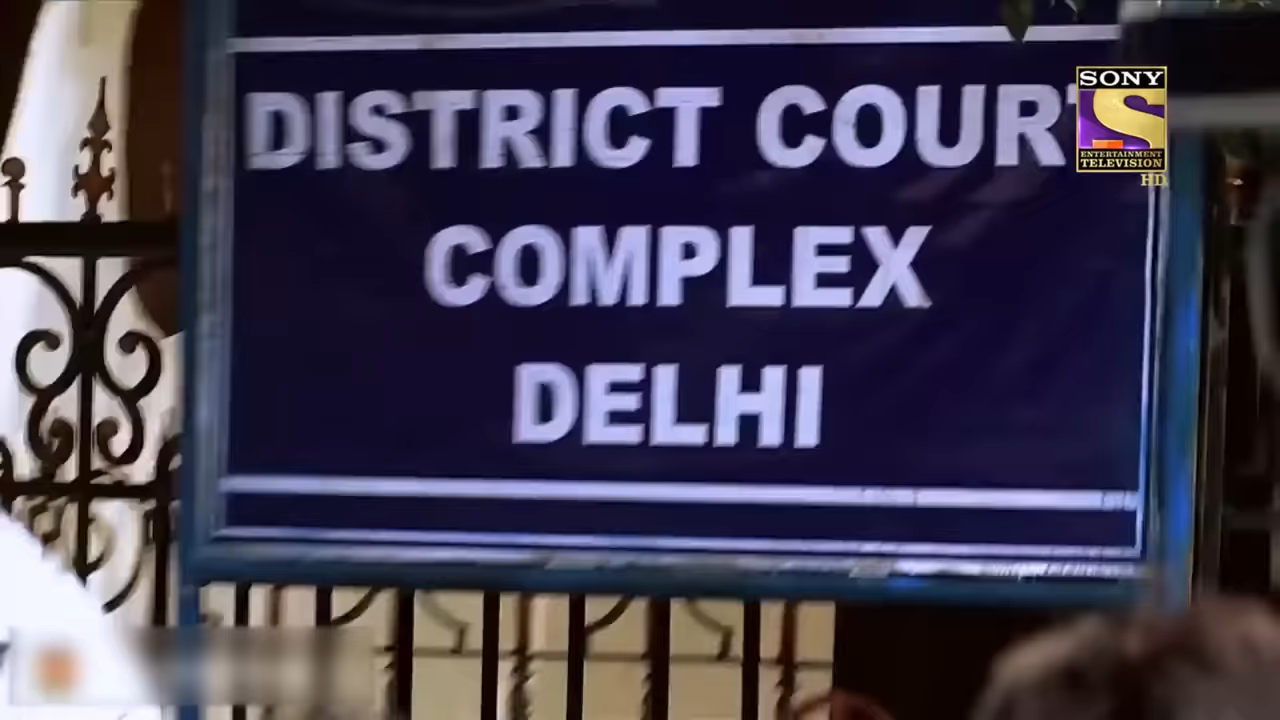 DISTRICT COURT
COMPLEX
DELHI
SONY
ENTERTAINMENT
TELEVISION
HD